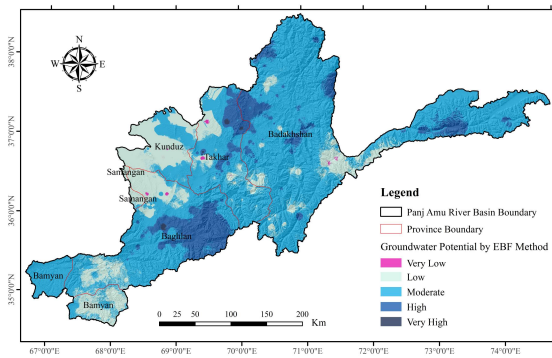 N
W E
S
38°0'0"N
37°0'0"N
36°0'0"N
35°0'0"N
Kunduz
Takhar
Badakhshan
Samangan
Samangan
Baghlan
Bamyan
Bamyan
Legend
Panj Amu River Basin Boundary
Province Boundary
Groundwater Potential by EBF Method
Very Low
Low
Moderate
High
Very High
0 50 100 150 200
Km
67°0'0"E 68°0'0"E 69°0'0"E 70°0'0"E 71°0'0"E 72°0'0"E 73°0'0"E 74°0'0"E